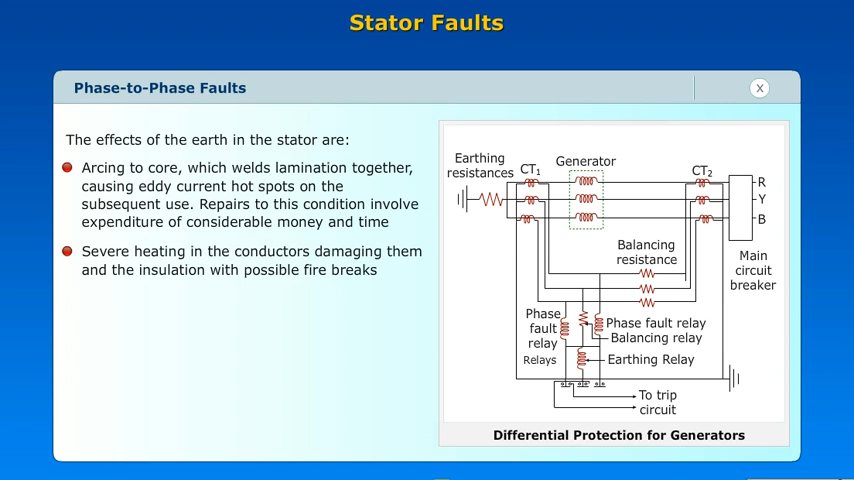 Stator Faults
Phase-to-Phase Faults
X
The effects of the earth in the stator are:
Arcing to core, which welds lamination together,
causing eddy current hot spots on the
subsequent use. Repairs to this condition involve
expenditure of considerable money and time
Severe heating in the conductors damaging them
and the insulation with possible fire breaks
Earthing
resistances
CT1
Generator
CT2
R
Y
B
Balancing
resistance
Main
circuit
breaker
Phase
fault
relay
Phase fault relay
Balancing relay
Relays
Earthing Relay
To trip
circuit
Differential Protection for Generators